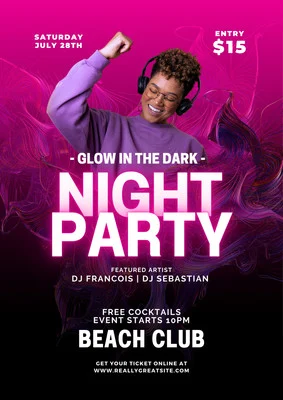 SATURDAY
JULY 28TH
ENTRY
$15
- GLOW IN THE DARK -
NIGHT
PARTY
FEATURED ARTIST
DJ FRANCOIS | DJ SEBASTIAN
FREE COCKTAILS
EVENT STARTS 10PM
BEACH CLUB
GET YOUR TICKET ONLINE AT
WWW.REALLYGREATSITE.COM